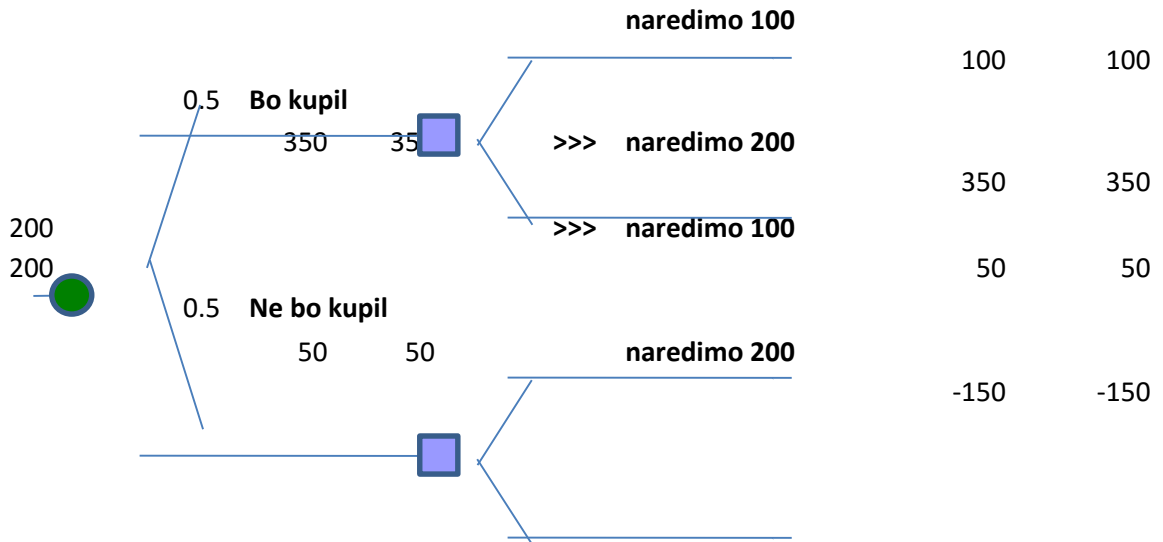 naredimo 100
100 100
0.5 Bo kupil
350 35 >>> naredimo 200
350 350
200 >>> naredimo 100
200 50 50
0.5 Ne bo kupil
50 50 naredimo 200
-150 -150